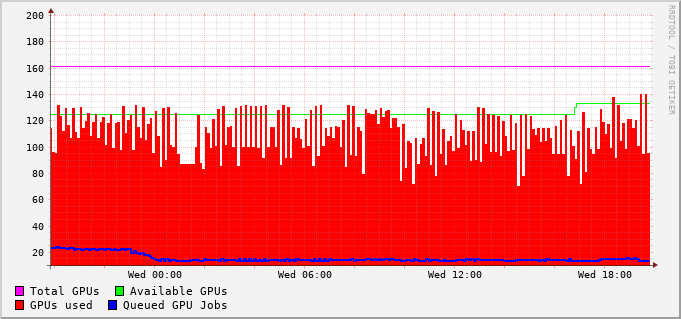 200
180
160
140
120
100
80
60
40
20
Wed 00:00 Wed 06:00 Wed 12:00 Wed 18:00
Total GPUs Available GPUs
GPUs used Queued GPU Jobs
RRDTOOL / TOBI OETIKER